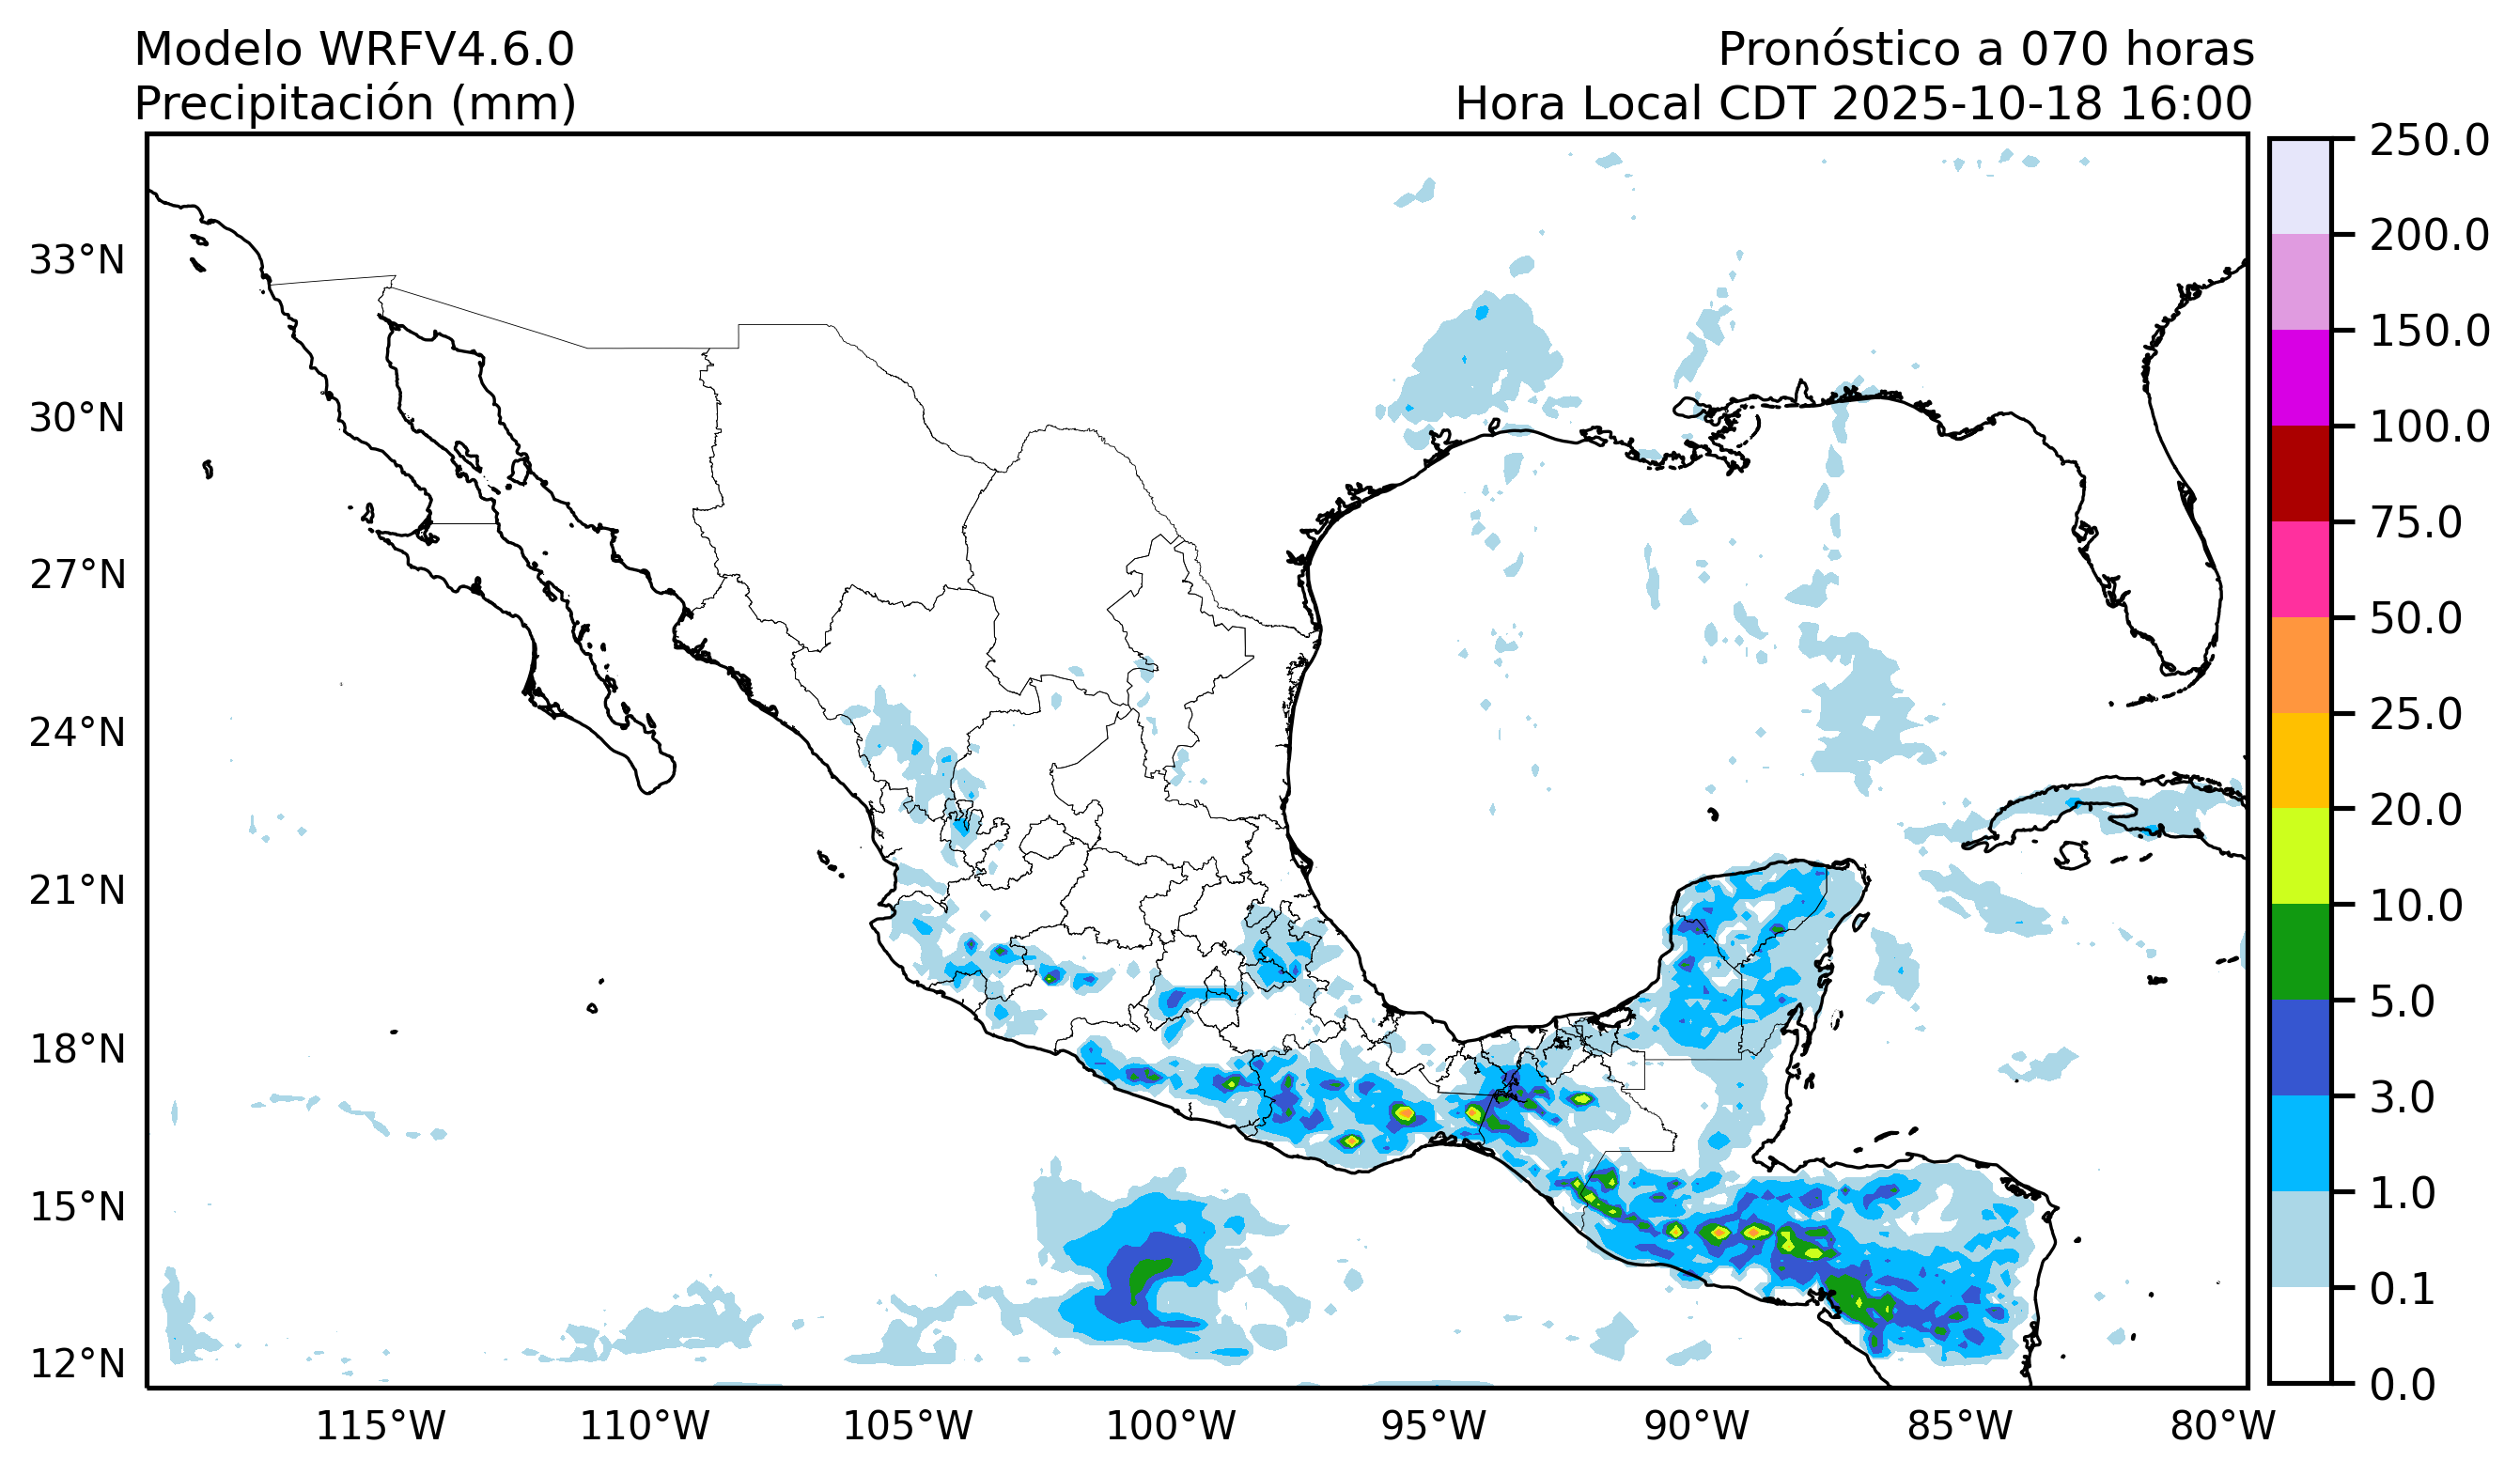 Modelo WRFV4.6.0
Pronóstico a 070 horas
Precipitación (mm)
Hora Local CDT 2025-10-18 16:00
250.0
200.0
150.0
100.0
75.0
50.0
25.0
20.0
10.0
5.0
3.0
1.0
0.1
0.0
33°N
30°N
27°N
24°N
21°N
18°N
15°N
12°N
115°W
110°W
105°W
100°W
95°W
90°W
85°W
80°W